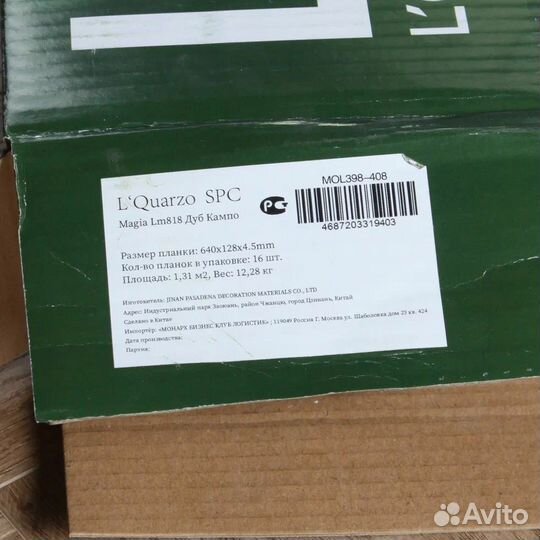 L'
MOL398-408
L'Quarzo SPC
PG
Magia Lm818 Дуб Кампо
4687203319403
Размер планки: 640x128x4.5mm
Кол-во планок в упаковке: 16 шт.
Площадь: 1,31 м2, Вес: 12,28 кг
Изготовитель: JINAN PASADENA DECORATION MATERIALS CO., LTD
Адрес: Индустриальный парк Заоюань, район Чжанцю, город Цзинань, Китай
Сделано в Китае
Импортёр: «МОНАРХ БИЗНЕС КЛУБ ЛОГИСТИК» ; 119049 Россия Г. Москва ул. Шаболовка дом 23 кв. 424
Дата производства:
Партия:
Avito